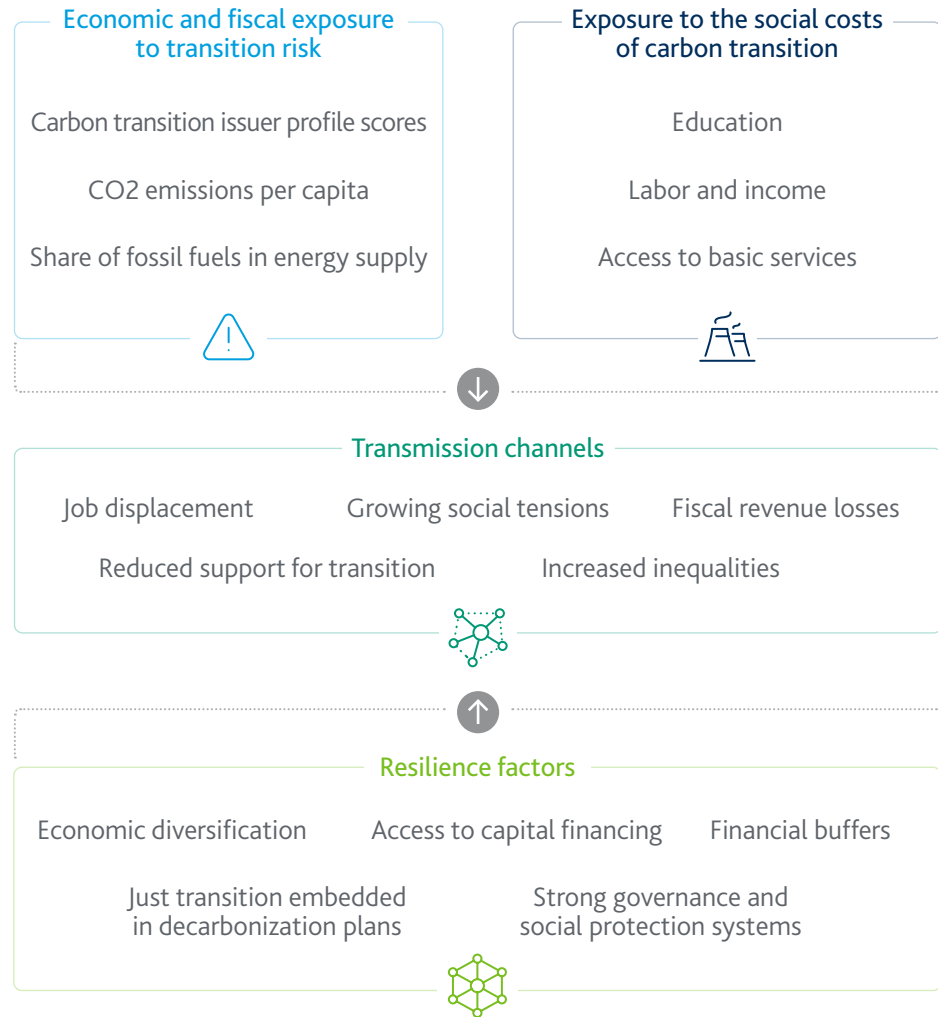 Economic and fiscal exposure
to transition risk
Carbon transition issuer profile scores
CO2 emissions per capita
Share of fossil fuels in energy supply
Exposure to the social costs
of carbon transition
Education
Labor and income
Access to basic services
Transmission channels
Job displacement Growing social tensions Fiscal revenue losses
Reduced support for transition Increased inequalities
Resilience factors
Economic diversification Access to capital financing Financial buffers
Just transition embedded
in decarbonization plans
Strong governance and
social protection systems